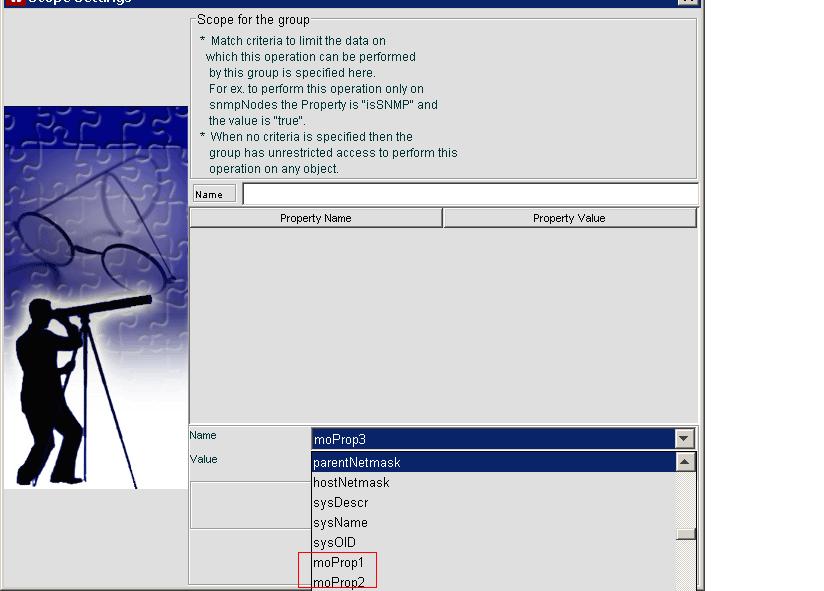 Scope Settings
Scope for the group
* Match criteria to limit the data on
which this operation can be performed
by this group is specified here.
For ex. to perform this operation only on
snmpNodes the Property is "isSNMP" and
the value is "true".
* When no criteria is specified then the
group has unrestricted access to perform this
operation on any object.
Name
Property Name Property Value
Name moProp3
Value
parentNetmask
hostNetmask
sysDescr
sysName
sysOID
moProp1
moProp2